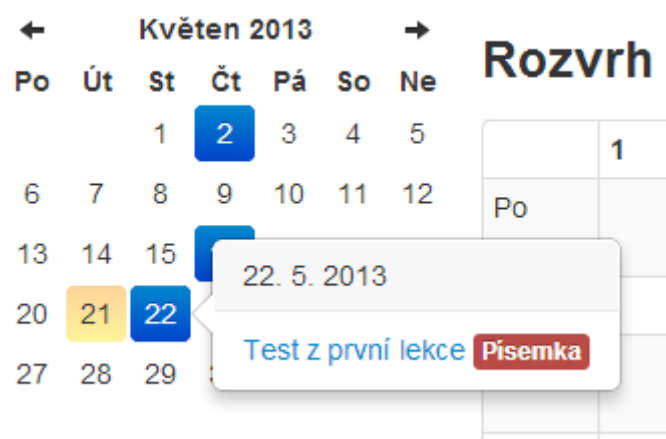 Květen 2013
Po Út St Čt Pá So Ne
1 2 3 4 5
6 7 8 9 10 11 12
13 14 15
20 21 22
27 28 29
22. 5. 2013
Test z první lekce Písemka
Rozvrh
1
Po